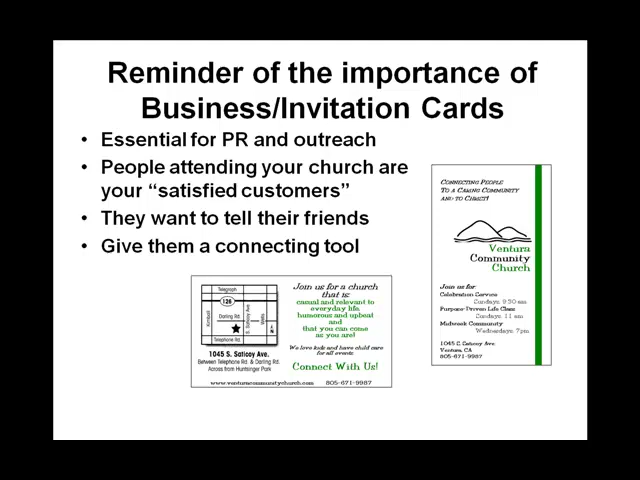 Reminder of the importance of
Business/Invitation Cards
• Essential for PR and outreach
• People attending your church are
your “satisfied customers”
• They want to tell their friends
• Give them a connecting tool
Connecting People
To a Caring Community
and to Christ!
Ventura
Community
Church
Join us for:
Celebration Service
Sundays: 9:30 am
Purpose Driven Life Class
Sundays: 11 am
Midweek Community
Wednesdays: 7pm
1045 S. Saticoy Ave
Ventura, CA
805-671-9987
Telegraph
126
Kimball
Darling Rd.
S. Saticoy Ave
Wells
N
Telephone Rd.
1045 S. Saticoy Ave.
Between Telephone Rd. & Darling Rd.
Across from Huntsinger Park
Join us for a church
that is:
casual and relevant to
everyday life,
humorous and upbeat
and
that you can come
as you are!
We love kids and have child care
for all events
Connect With Us!
www.venturacommunitychurch.com 805-671-9987